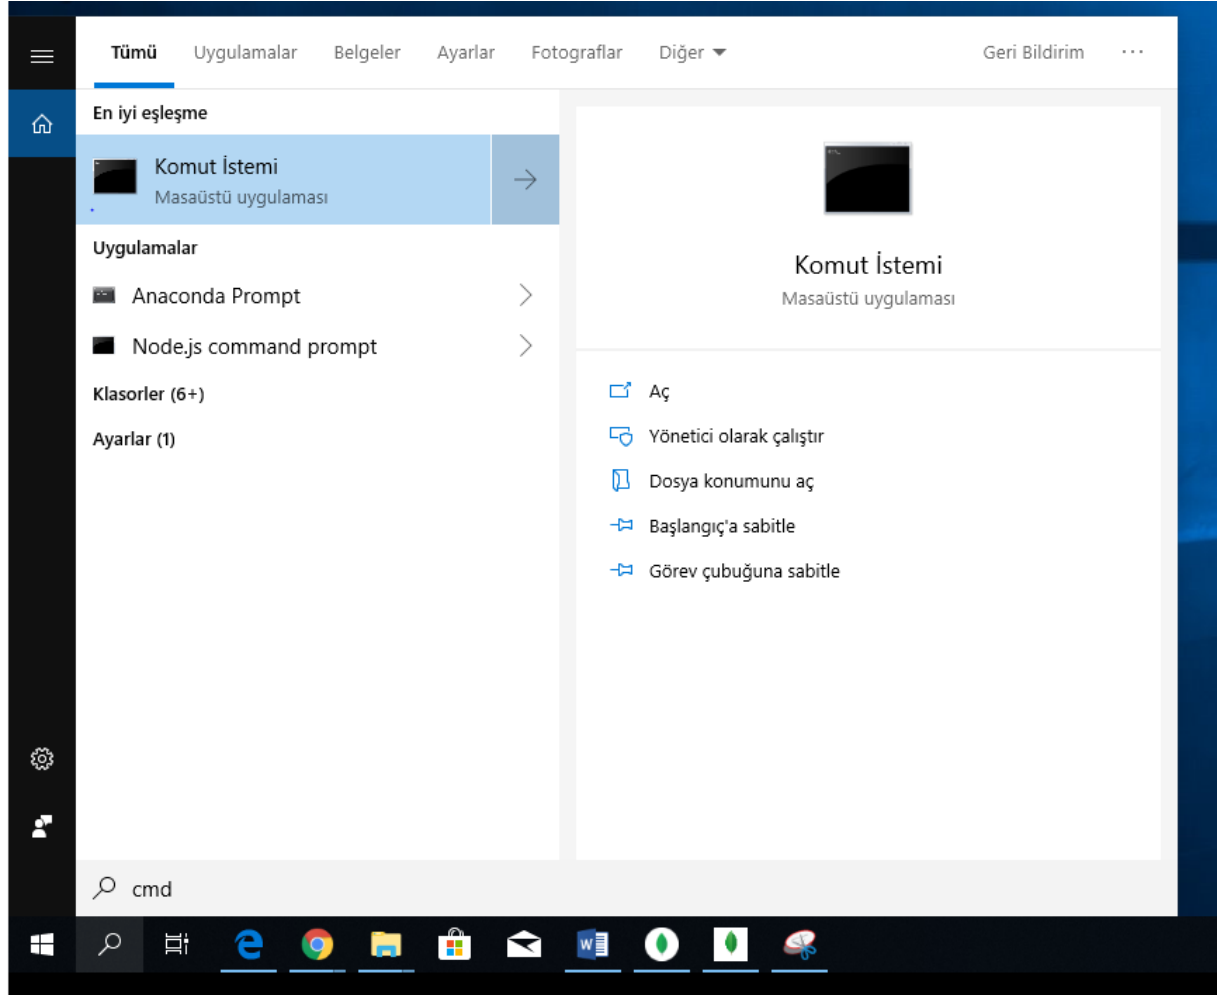 Tümü Uygulamalar Belgeler Ayarlar Fotograflar Diğer Geri Bildirim ...
En iyi eşleşme
Komut İstemi
Masaüstü uygulaması
Uygulamalar
Anaconda Prompt
Node.js command prompt
Klasorler (6+)
Ayarlar (1)
Komut İstemi
Masaüstü uygulaması
Aç
Yönetici olarak çalıştır
Dosya konumunu aç
Başlangıç'a sabitle
Görev çubuğuna sabitle
cmd